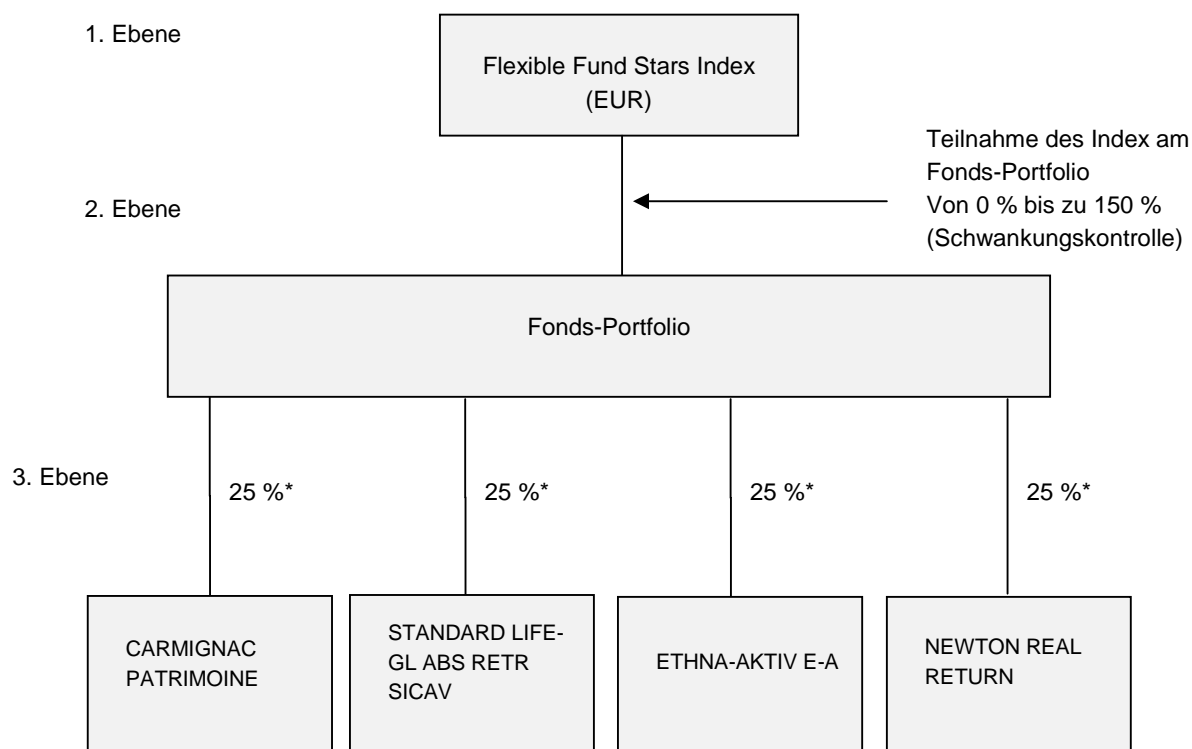 1. Ebene
Flexible Fund Stars Index
(EUR)
Teilnahme des Index am
Fonds-Portfolio
Von 0 % bis zu 150 %
(Schwankungskontrolle)
2. Ebene
Fonds-Portfolio
3. Ebene
25 %*
25 %*
25 %*
25 %*
CARMIGNAC
PATRIMOINE
STANDARD LIFE-
GL ABS RETR
SICAV
ETHNA-AKTIV E-A
NEWTON REAL
RETURN